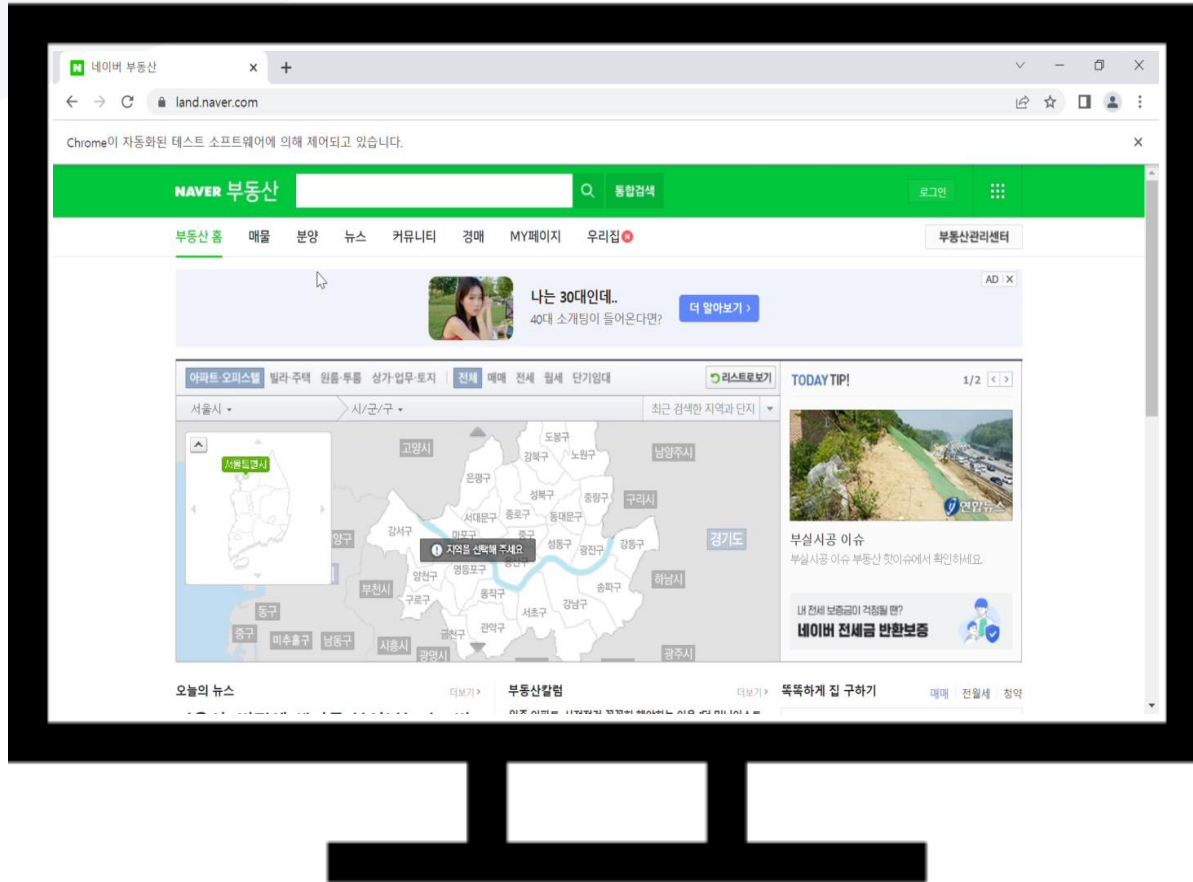 네이버 부동산
land.naver.com
Chrome이 자동화된 테스트 소프트웨어에 의해 제어되고 있습니다.
NAVER 부동산
통합검색
로그인
부동산 홈 매물 분양 뉴스 커뮤니티 경매 MY페이지 우리집 N
부동산관리센터
나는 30대인데..
40대 소개팅이 들어온다면?
더 알아보기
AD X
아파트·오피스텔 빌라·주택 원룸·투룸 상가·업무·토지 전체 매매 전세 월세 단기임대
리스트로보기
서울시
시/군/구
최근 검색한 지역과 단지
서울특별시
고양시
도봉구
강북구
노원구
남양주시
은평구
성북구
중랑구
구리시
서대문구
종로구
동대문구
강서구
마포구
중구
성동구
광진구
강동구
경기도
양구
지역을 선택해 주세요
용산구
양천구
영등포구
부천시
송파구
하남시
구로구
동작구
강남구
서초구
동구
중구
미추홀구
남동구
시흥시
금천구
관악구
광명시
광주시
TODAY TIP!
1/2
연합뉴스
부실시공 이슈
부실시공 이슈 부동산 핫이슈에서 확인하세요.
내 전세 보증금이 걱정될 땐?
네이버 전세금 반환보증
오늘의 뉴스
더보기
부동산칼럼
더보기
똑똑하게 집 구하기
매매 전월세 청약